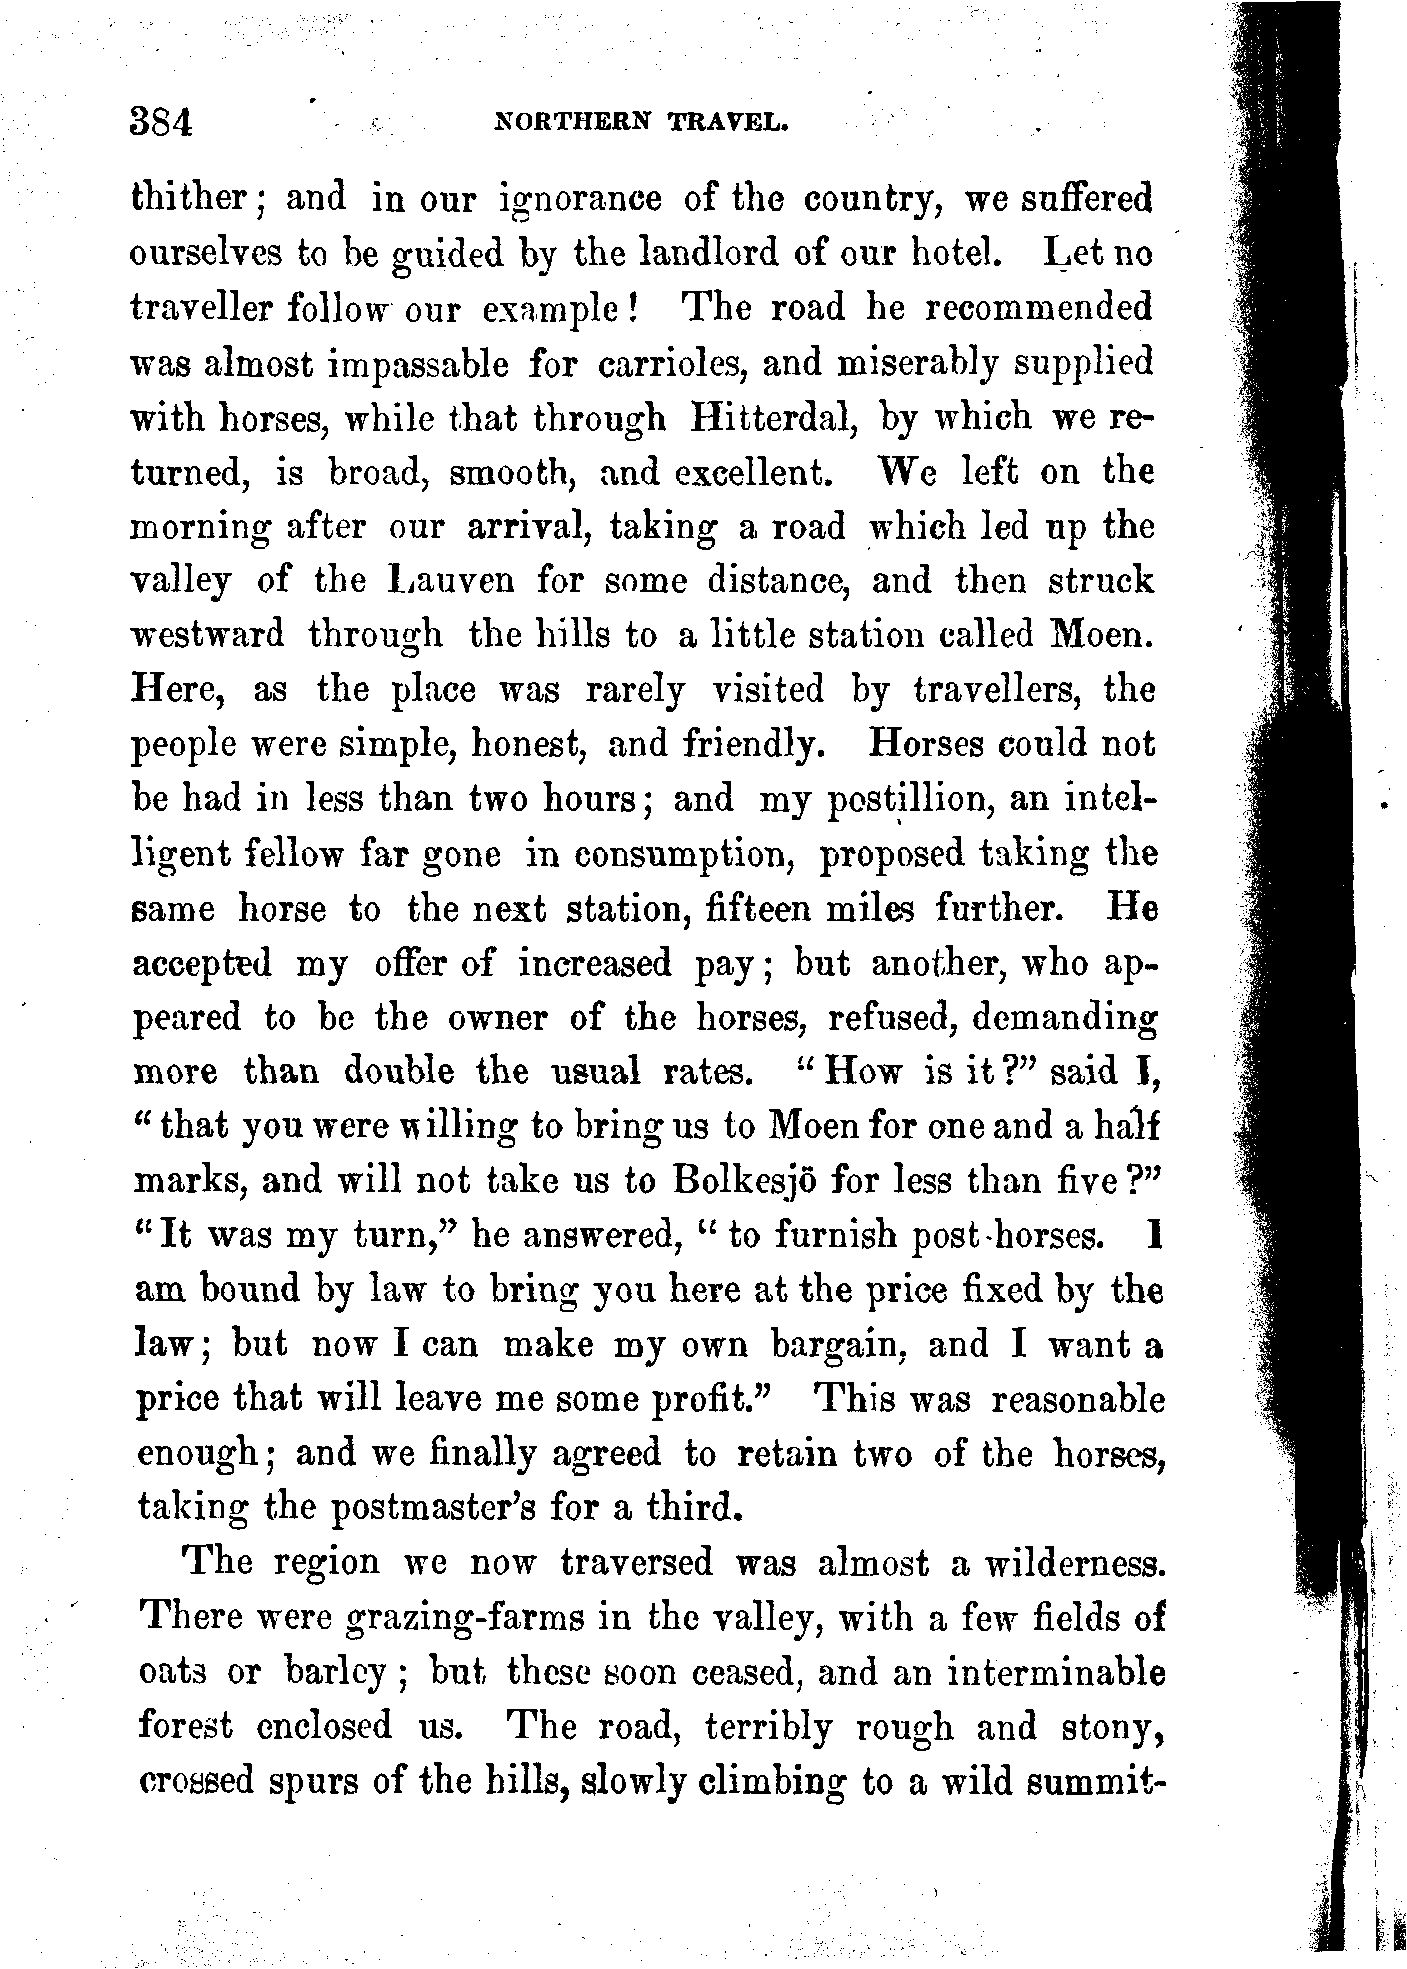 384 NORTHERN TRAVEL.
thither; and in our ignorance of the country, we suffered
ourselves to be guided by the landlord of our hotel. Let no
traveller follow our example! The road he recommended
was almost impassable for carrioles, and miserably supplied
with horses, while that through Hitterdal, by which we re-
turned, is broad, smooth, and excellent. We left on the
morning after our arrival, taking a road which led up the
valley of the Lauven for some distance, and then struck
westward through the hills to a little station called Moen.
Here, as the place was rarely visited by travellers, the
people were simple, honest, and friendly. Horses could not
be had in less than two hours; and my postillion, an intel-
ligent fellow far gone in consumption, proposed taking the
same horse to the next station, fifteen miles further. He
accepted my offer of increased pay; but another, who ap-
peared to be the owner of the horses, refused, demanding
more than double the usual rates. "How is it?" said I,
"that you were willing to bring us to Moen for one and a half
marks, and will not take us to Bolkesjö for less than five?"
"It was my turn," he answered, "to furnish post-horses. I
am bound by law to bring you here at the price fixed by the
law; but now I can make my own bargain, and I want a
price that will leave me some profit." This was reasonable
enough; and we finally agreed to retain two of the horses,
taking the postmaster's for a third.
The region we now traversed was almost a wilderness.
There were grazing-farms in the valley, with a few fields of
oats or barley; but these soon ceased, and an interminable
forest enclosed us. The road, terribly rough and stony,
crossed spurs of the hills, slowly climbing to a wild summit-